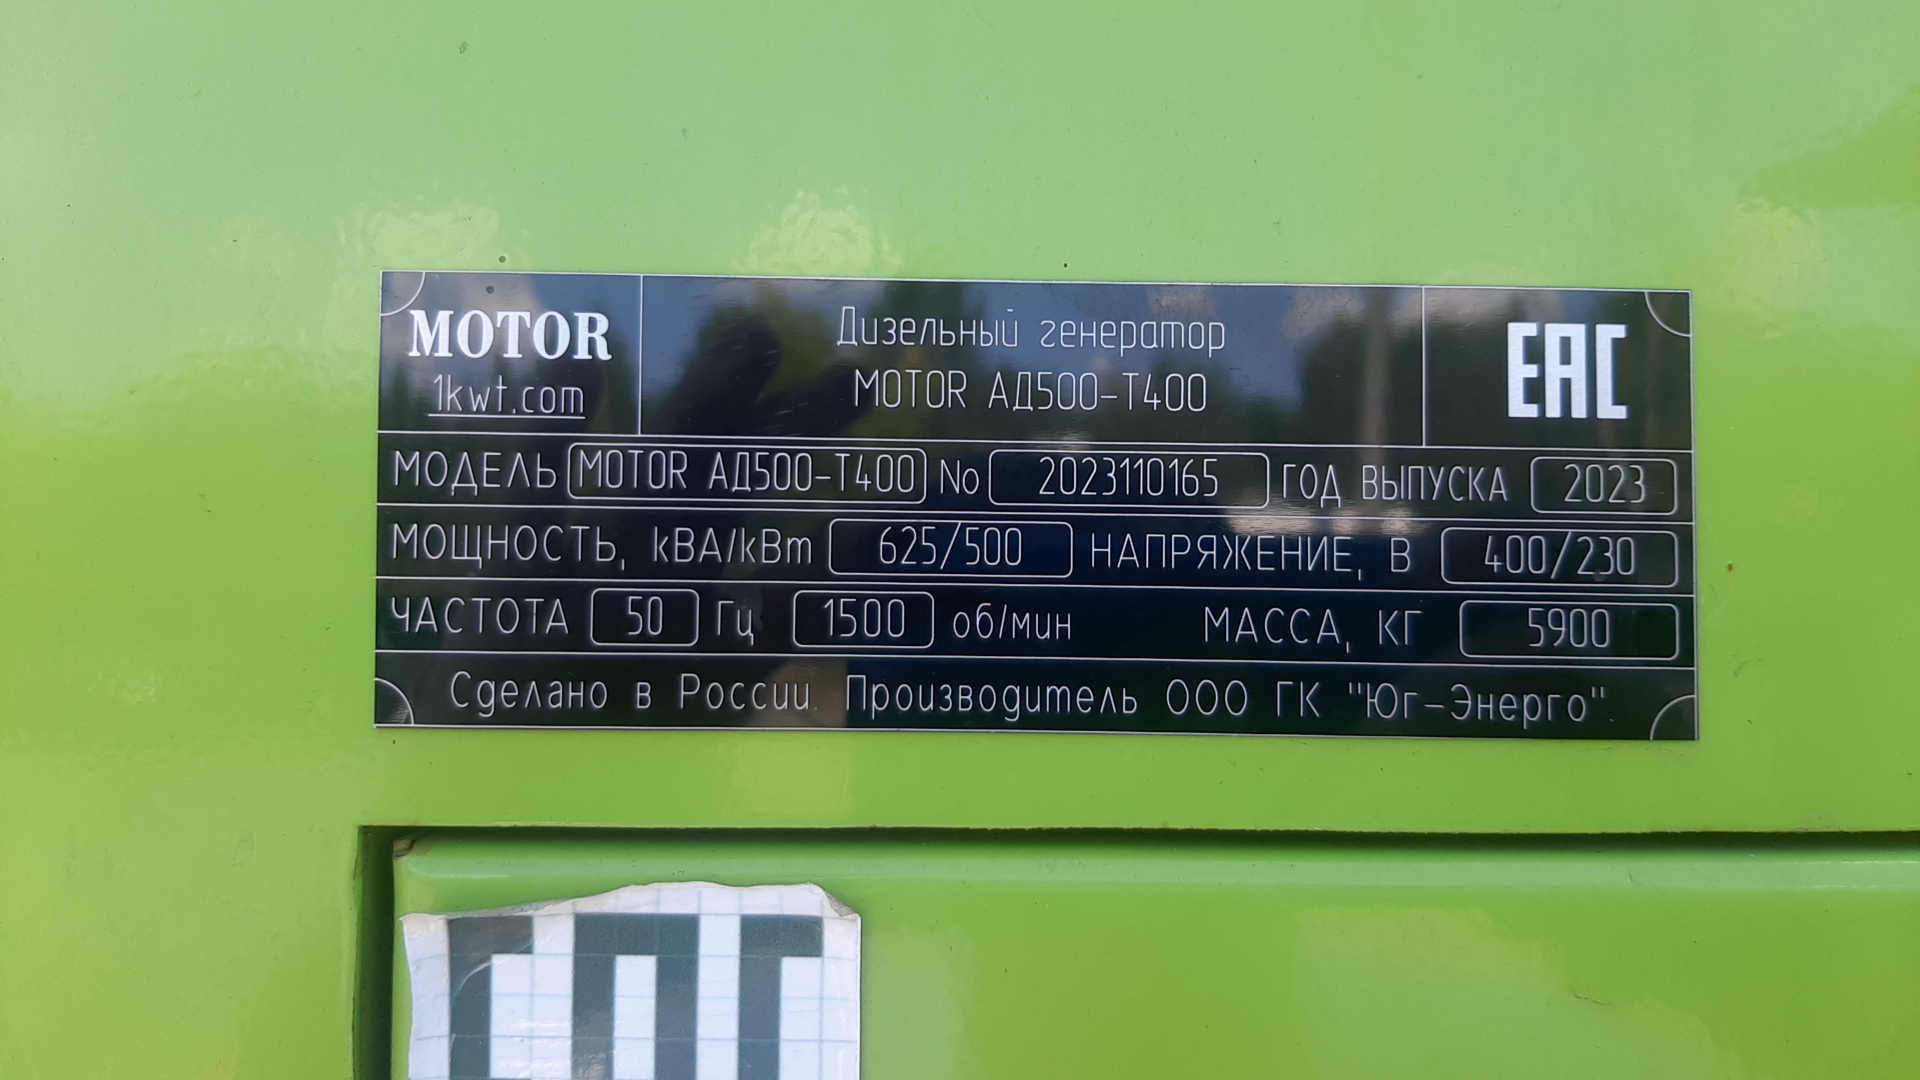 MOTOR
1kwt.com
Дизельный генератор
MOTOR АД500-Т400
ЕАС
МОДЕЛЬ MOTOR АД500-Т400 No 2023110165 ГОД ВЫПУСКА 2023
МОЩНОСТЬ, кВА/кВт 625/500 НАПРЯЖЕНИЕ, В 400/230
ЧАСТОТА 50 Гц 1500 об/мин МАССА, КГ 5900
Сделано в России. Производитель ООО ГК "Юг-Энерго".